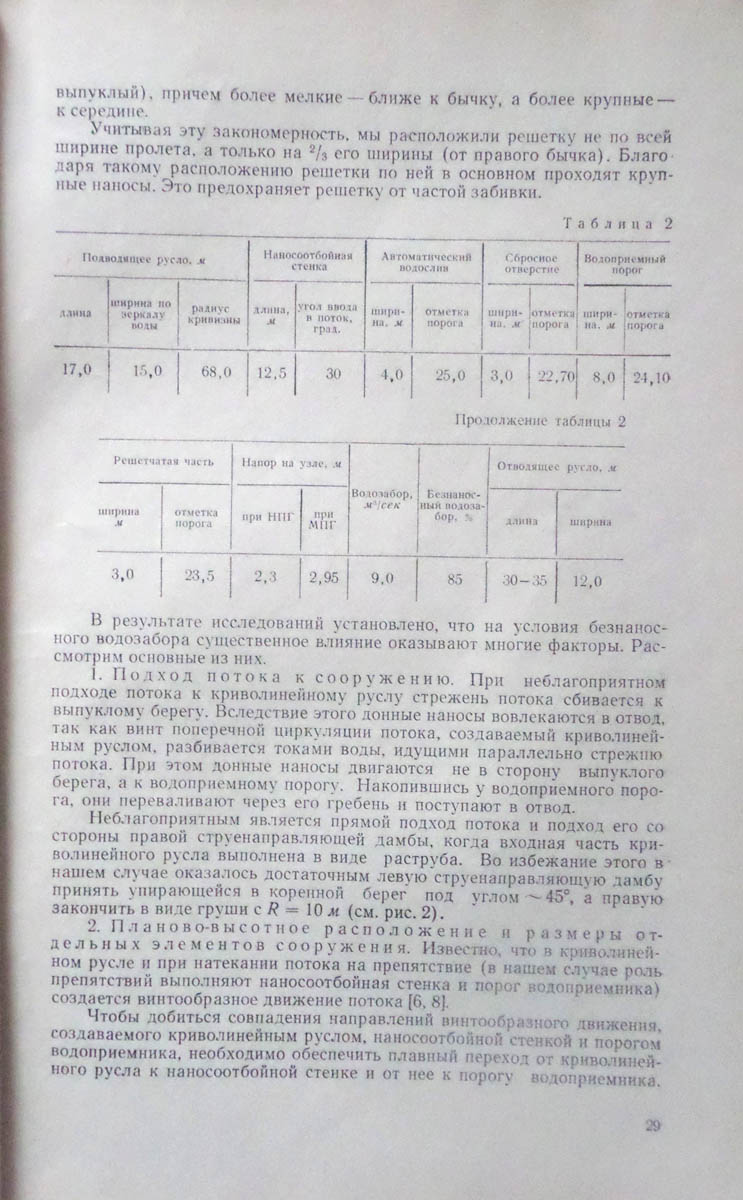 выпуклый), причем более мелкие — ближе к бычку, а более крупные —
к середине.
Учитывая эту закономерность, мы расположили решетку не по всей
ширине пролета, а только на 2/3 его ширины (от правого бычка). Благо-
даря такому расположению решетки по ней в основном проходят круп-
ные наносы. Это предохраняет решетку от частой забивки.
Таблица 2
Подводящее русло, м | Наносоотбойная стенка | Автоматический водослив | Сбросное отверстие | Водоприемный порог
длина | ширина по зеркалу воды | радиус кривизны | длина, м | угол ввода в поток, град. | шири-на, м | отметка порога | шири-на, м | отметка порога | шири-на, м | отметка порога
17,0 | 15,0 | 68,0 | 12,5 | 30 | 4,0 | 25,0 | 3,0 | 22,70 | 8,0 | 24,10
Продолжение таблицы 2
Решетчатая часть | Напор на узле, м | Водозабор, м³/сек | Безнанос-ный водоза-бор, % | Отводящее русло, м
ширина м | отметка порога | при НПГ | при МПГ | длина | ширина
3,0 | 23,5 | 2,3 | 2,95 | 9,0 | 85 | 30—35 | 12,0
В результате исследований установлено, что на условия безнанос-
ного водозабора существенное влияние оказывают многие факторы. Рас-
смотрим основные из них.
1. Подход потока к сооружению. При неблагоприятном
подходе потока к криволинейному руслу стрежень потока сбивается к
выпуклому берегу. Вследствие этого донные наносы вовлекаются в отвод,
так как винт поперечной циркуляции потока, создаваемый криволиней-
ным руслом, разбивается токами воды, идущими параллельно стрежню
потока. При этом донные наносы двигаются не в сторону выпуклого
берега, а к водоприемному порогу. Накопившись у водоприемного поро-
га, они переваливают через его гребень и поступают в отвод.
Неблагоприятным является прямой подход потока и подход его со
стороны правой струенаправляющей дамбы, когда входная часть кри-
волинейного русла выполнена в виде раструба. Во избежание этого в
нашем случае оказалось достаточным левую струенаправляющую дамбу
принять упирающейся в коренной берег под углом ~45°, а правую
закончить в виде груши с R = 10 м (см. рис. 2).
2. Планово-высотное расположение и размеры от-
дельных элементов сооружения. Известно, что в криволиней-
ном русле и при натекании потока на препятствие (в нашем случае роль
препятствий выполняют наносоотбойная стенка и порог водоприемника)
создается винтообразное движение потока [6, 8].
Чтобы добиться совпадения направлений винтообразного движения,
создаваемого криволинейным руслом, наносоотбойной стенкой и порогом
водоприемника, необходимо обеспечить плавный переход от криволиней-
ного русла к наносоотбойной стенке и от нее к порогу водоприемника.
29